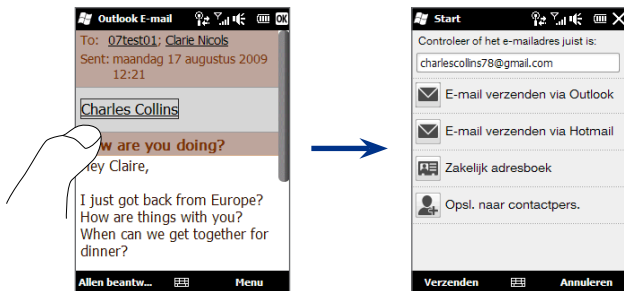 Outlook E-mail
OK
To: 07test01; Clarie Nicols
Sent: maandag 17 augustus 2009
12:21
Charles Collins
w are you doing?
ey Claire,
I just got back from Europe?
How are things with you?
When can we get together for
dinner?
Allen beantw... Menu
Start
Controleer of het e-mailadres juist is:
charlescollins78@gmail.com
E-mail verzenden via Outlook
E-mail verzenden via Hotmail
Zakelijk adresboek
Opsl. naar contactpers.
Verzenden Annuleren